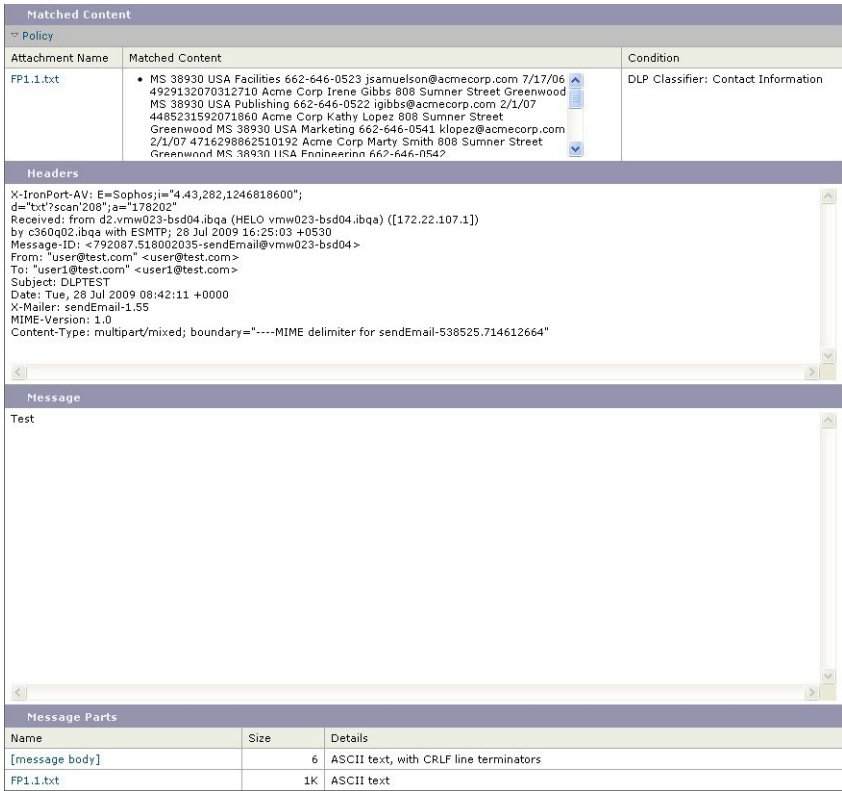 Matched Content
Policy
Attachment Name Matched Content Condition
FP1.1.txt • MS 38930 USA Facilities 662-646-0523 jsamuelson@acmecorp.com 7/17/06 DLP Classifier: Contact Information
4929132070312710 Acme Corp Irene Gibbs 808 Sumner Street Greenwood
MS 38930 USA Publishing 662-646-0522 igibbs@acmecorp.com 2/1/07
4485231592071860 Acme Corp Kathy Lopez 808 Sumner Street
Greenwood MS 38930 USA Marketing 662-646-0541 klopez@acmecorp.com
2/1/07 4716298862510192 Acme Corp Marty Smith 808 Sumner Street
Greenwood MS 38930 USA Engineering 662-646-0542
Headers
X-IronPort-AV: E=Sophos;i="4.43,282,1246818600";
d="txt'?scan'208";a="178202"
Received: from d2.vmw023-bsd04.ibqa (HELO vmw023-bsd04.ibqa) ([172.22.107.1])
by c360q02.ibqa with ESMTP; 28 Jul 2009 16:25:03 +0530
Message-ID: <792087.518002035-sendEmail@vmw023-bsd04>
From: "user@test.com" <user@test.com>
To: "user1@test.com" <user1@test.com>
Subject: DLPTEST
Date: Tue, 28 Jul 2009 08:42:11 +0000
X-Mailer: sendEmail-1.55
MIME-Version: 1.0
Content-Type: multipart/mixed; boundary="----MIME delimiter for sendEmail-538525.714612664"
Message
Test
Message Parts
Name Size Details
[message body] 6 ASCII text, with CRLF line terminators
FP1.1.txt 1K ASCII text